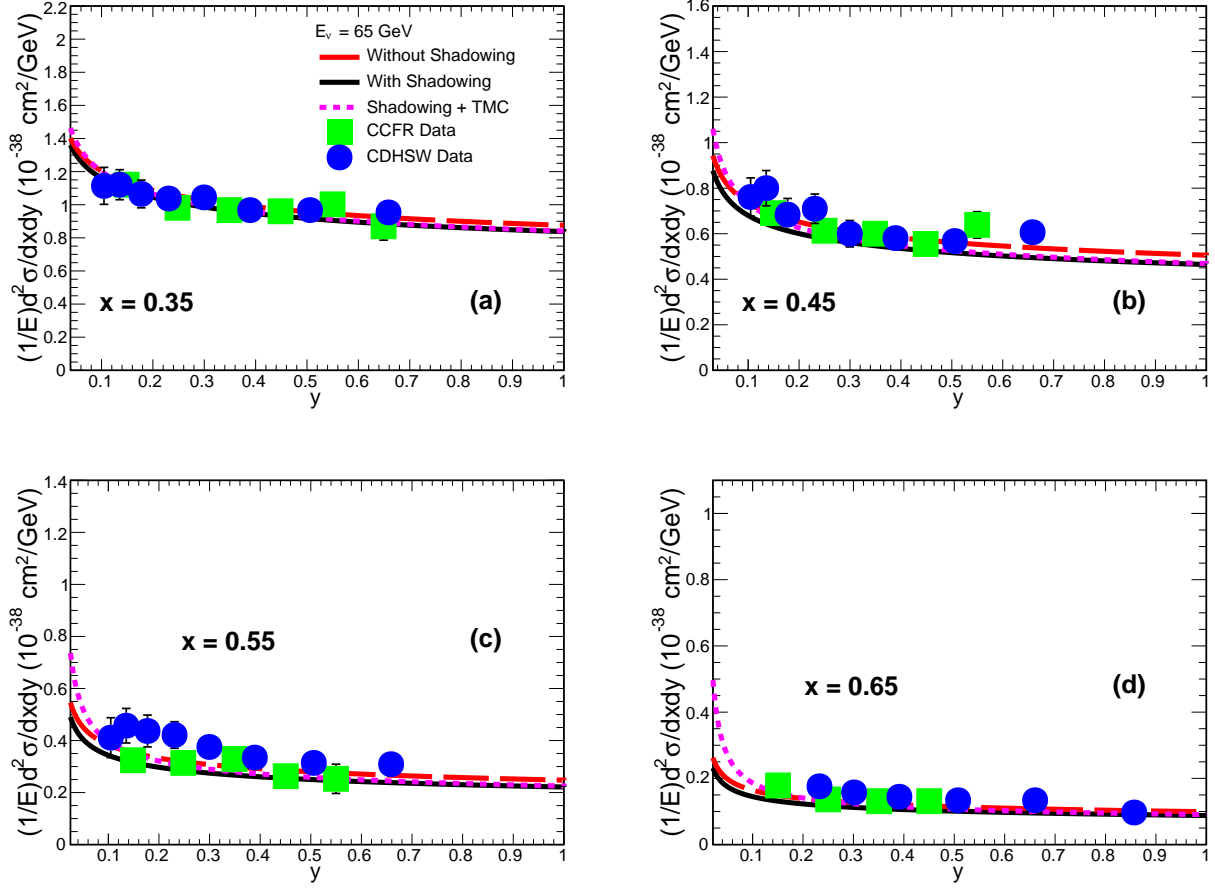 (1/E)d² σ/dxdy (10⁻³⁸ cm²/GeV)
2.2
2
1.8
1.6
1.4
1.2
1
0.8
0.6
0.4
0.2
0
Eν = 65 GeV
Without Shadowing
With Shadowing
Shadowing + TMC
CCFR Data
CDHSW Data
x = 0.35
(a)
0.1 0.2 0.3 0.4 0.5 0.6 0.7 0.8 0.9 1
y
(1/E)d² σ/dxdy (10⁻³⁸ cm²/GeV)
1.6
1.4
1.2
1
0.8
0.6
0.4
0.2
0
x = 0.45
(b)
0.1 0.2 0.3 0.4 0.5 0.6 0.7 0.8 0.9 1
y
(1/E)d² σ/dxdy (10⁻³⁸ cm²/GeV)
1.4
1.2
1
0.8
0.6
0.4
0.2
0
x = 0.55
(c)
0.1 0.2 0.3 0.4 0.5 0.6 0.7 0.8 0.9 1
y
(1/E)d² σ/dxdy (10⁻³⁸ cm²/GeV)
1
0.8
0.6
0.4
0.2
0
x = 0.65
(d)
0.1 0.2 0.3 0.4 0.5 0.6 0.7 0.8 0.9 1
y